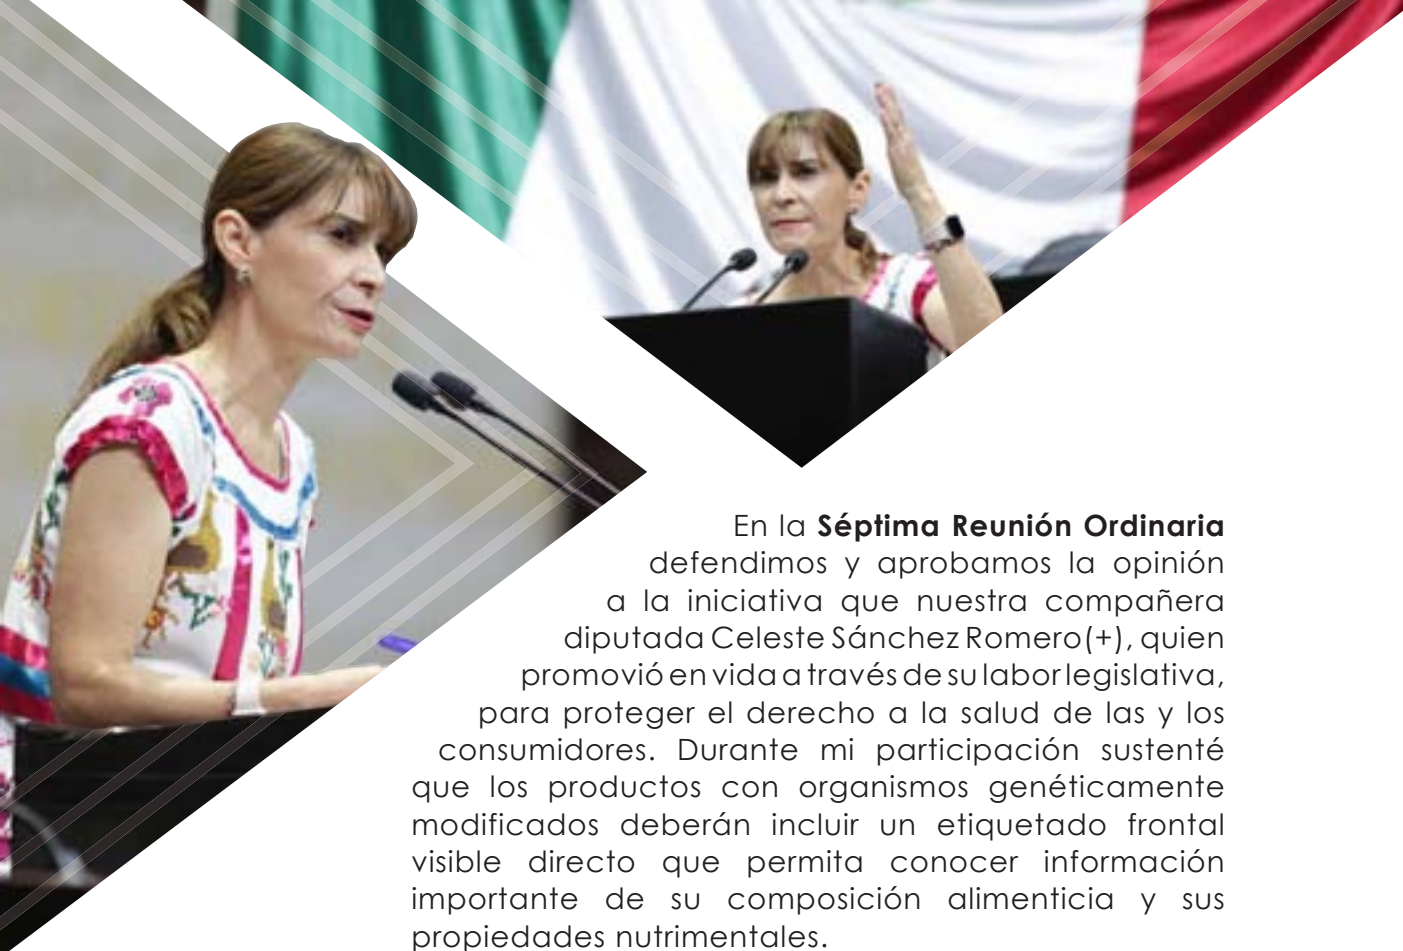 En la Séptima Reunión Ordinaria
defendimos y aprobamos la opinión
a la iniciativa que nuestra compañera
diputada Celeste Sánchez Romero(+), quien
promovió en vida a través de su labor legislativa,
para proteger el derecho a la salud de las y los
consumidores. Durante mi participación sustenté
que los productos con organismos genéticamente
modificados deberán incluir un etiquetado frontal
visible directo que permita conocer información
importante de su composición alimenticia y sus
propiedades nutrimentales.